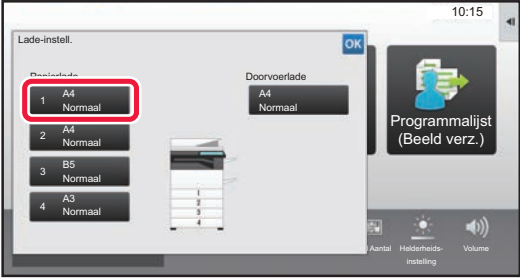 10:15
Lade-instell.
OK
Papierlade
Doorvoerlade
1 A4
Normaal
A4
Normaal
2 A4
Normaal
3 B5
Normaal
4 A3
Normaal
1
2
3
4
Programmalijst
(Beeld verz.)
Aantal
Helderheids-
instelling
Volume